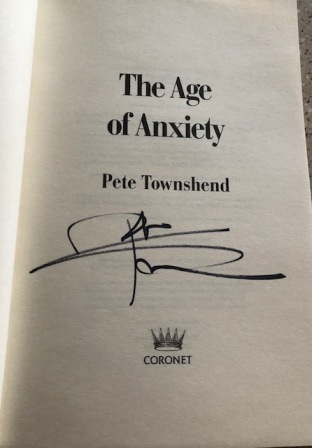 The Age
of Anxiety
Pete Townshend
CORONET